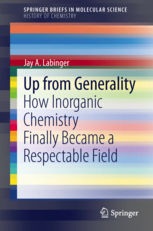 SPRINGER BRIEFS IN MOLECULAR SCIENCE
HISTORY OF CHEMISTRY
Jay A. Labinger
Up from Generality
How Inorganic
Chemistry
Finally Became a
Respectable Field
Springer